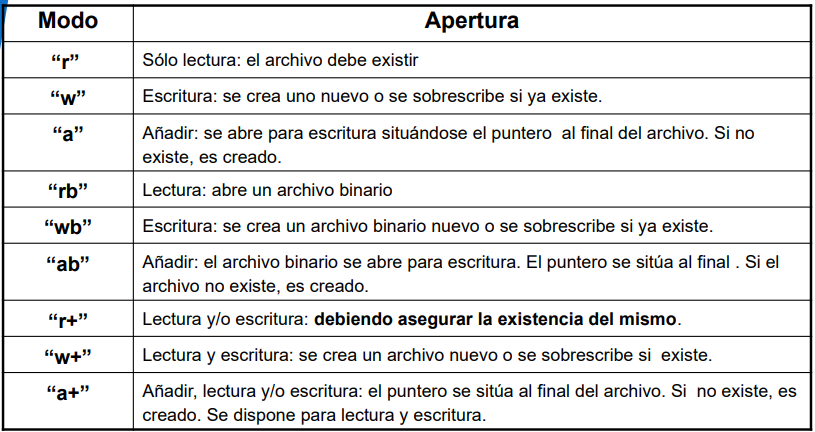 Modo Apertura
“r” Sólo lectura: el archivo debe existir
“w” Escritura: se crea uno nuevo o se sobrescribe si ya existe.
“a” Añadir: se abre para escritura situándose el puntero al final del archivo. Si no
existe, es creado.
“rb” Lectura: abre un archivo binario
“wb” Escritura: se crea un archivo binario nuevo o se sobrescribe si ya existe.
“ab” Añadir: el archivo binario se abre para escritura. El puntero se sitúa al final . Si el
archivo no existe, es creado.
“r+” Lectura y/o escritura: debiendo asegurar la existencia del mismo.
“w+” Lectura y escritura: se crea un archivo nuevo o se sobrescribe si existe.
“a+” Añadir, lectura y/o escritura: el puntero se sitúa al final del archivo. Si no existe, es
creado. Se dispone para lectura y escritura.